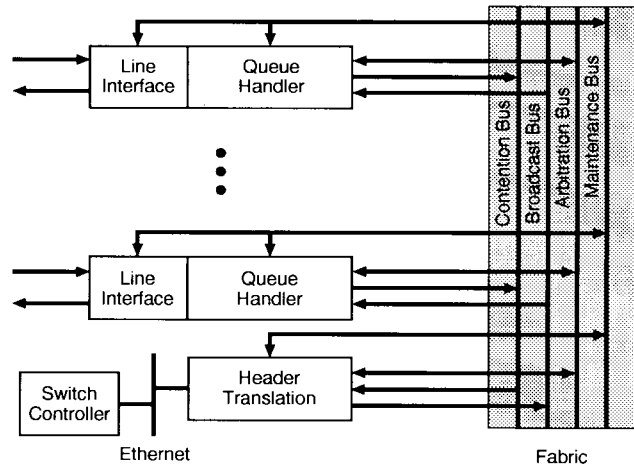 Line
Interface
Queue
Handler
Contention Bus
Broadcast Bus
Arbitration Bus
Maintenance Bus
Line
Interface
Queue
Handler
Header
Translation
Switch
Controller
Ethernet
Fabric